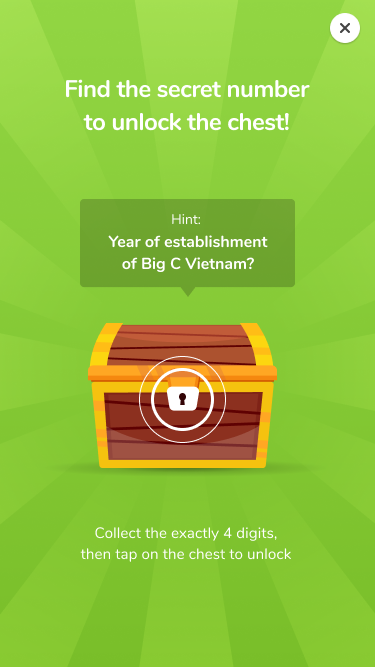 Find the secret number
to unlock the chest!
Hint:
Year of establishment
of Big C Vietnam?
Collect the exactly 4 digits,
then tap on the chest to unlock